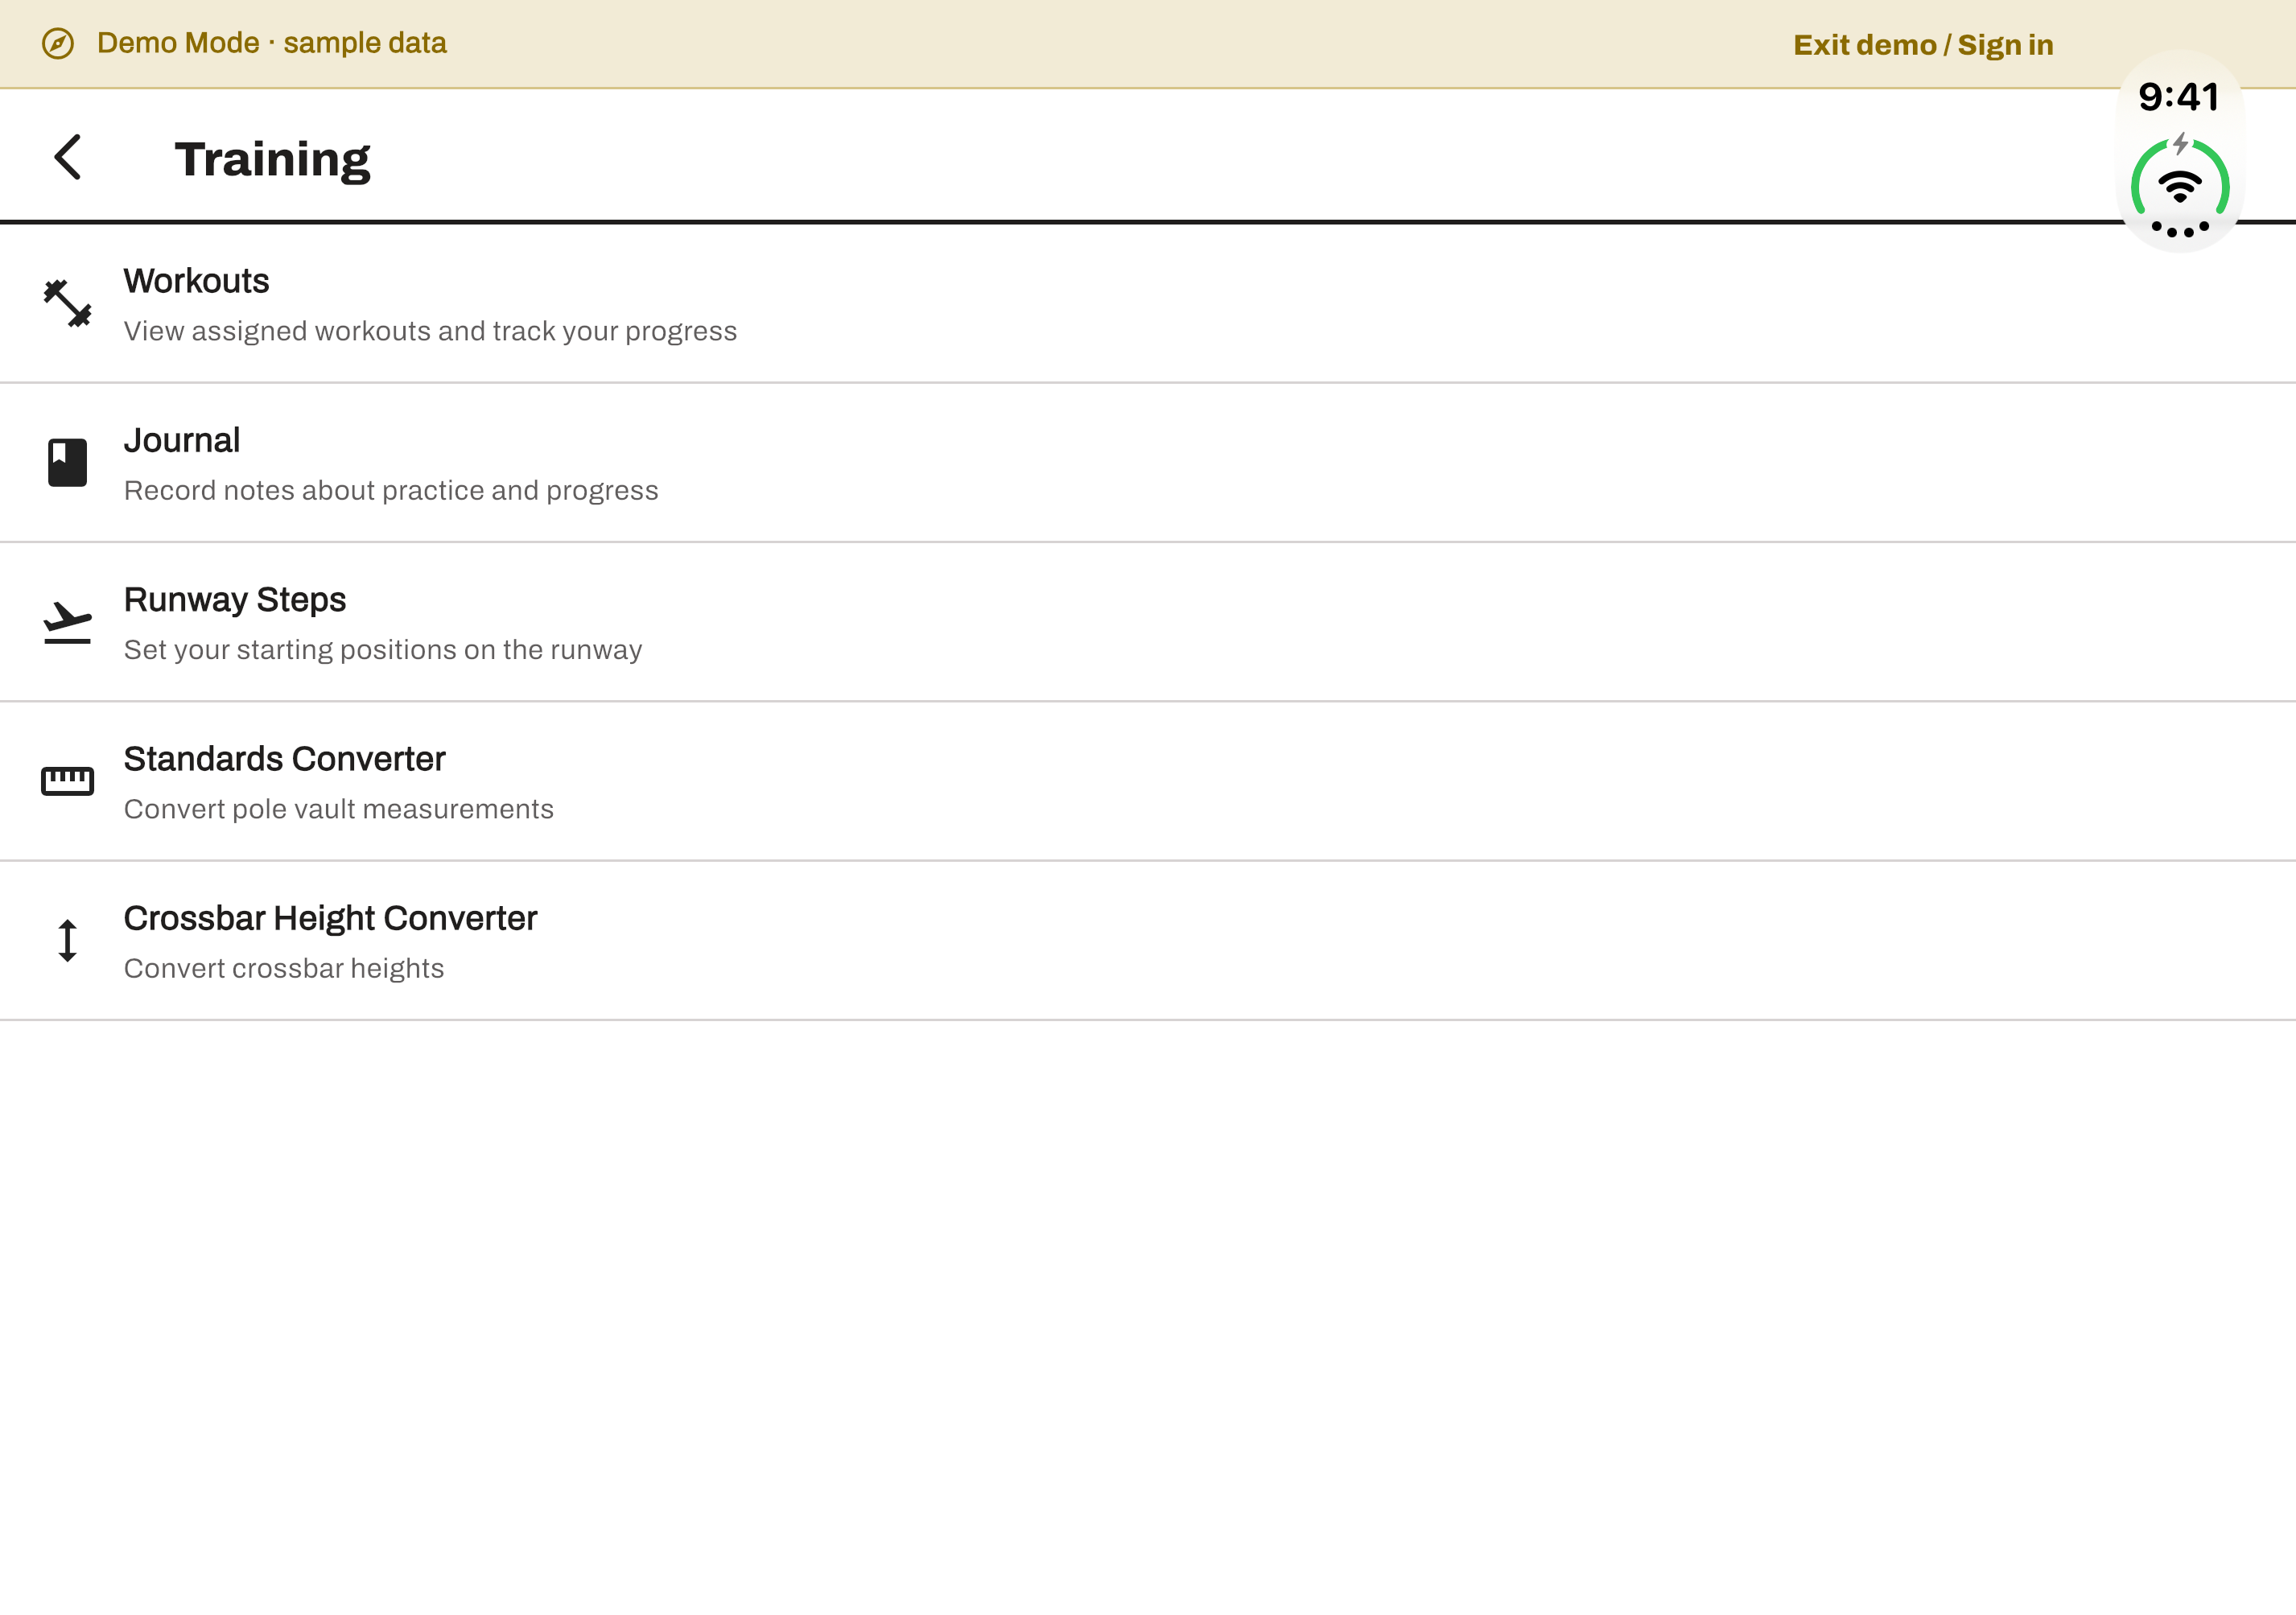 Demo Mode · sample data
Exit demo / Sign in
9:41
Training
Workouts
View assigned workouts and track your progress
Journal
Record notes about practice and progress
Runway Steps
Set your starting positions on the runway
Standards Converter
Convert pole vault measurements
Crossbar Height Converter
Convert crossbar heights